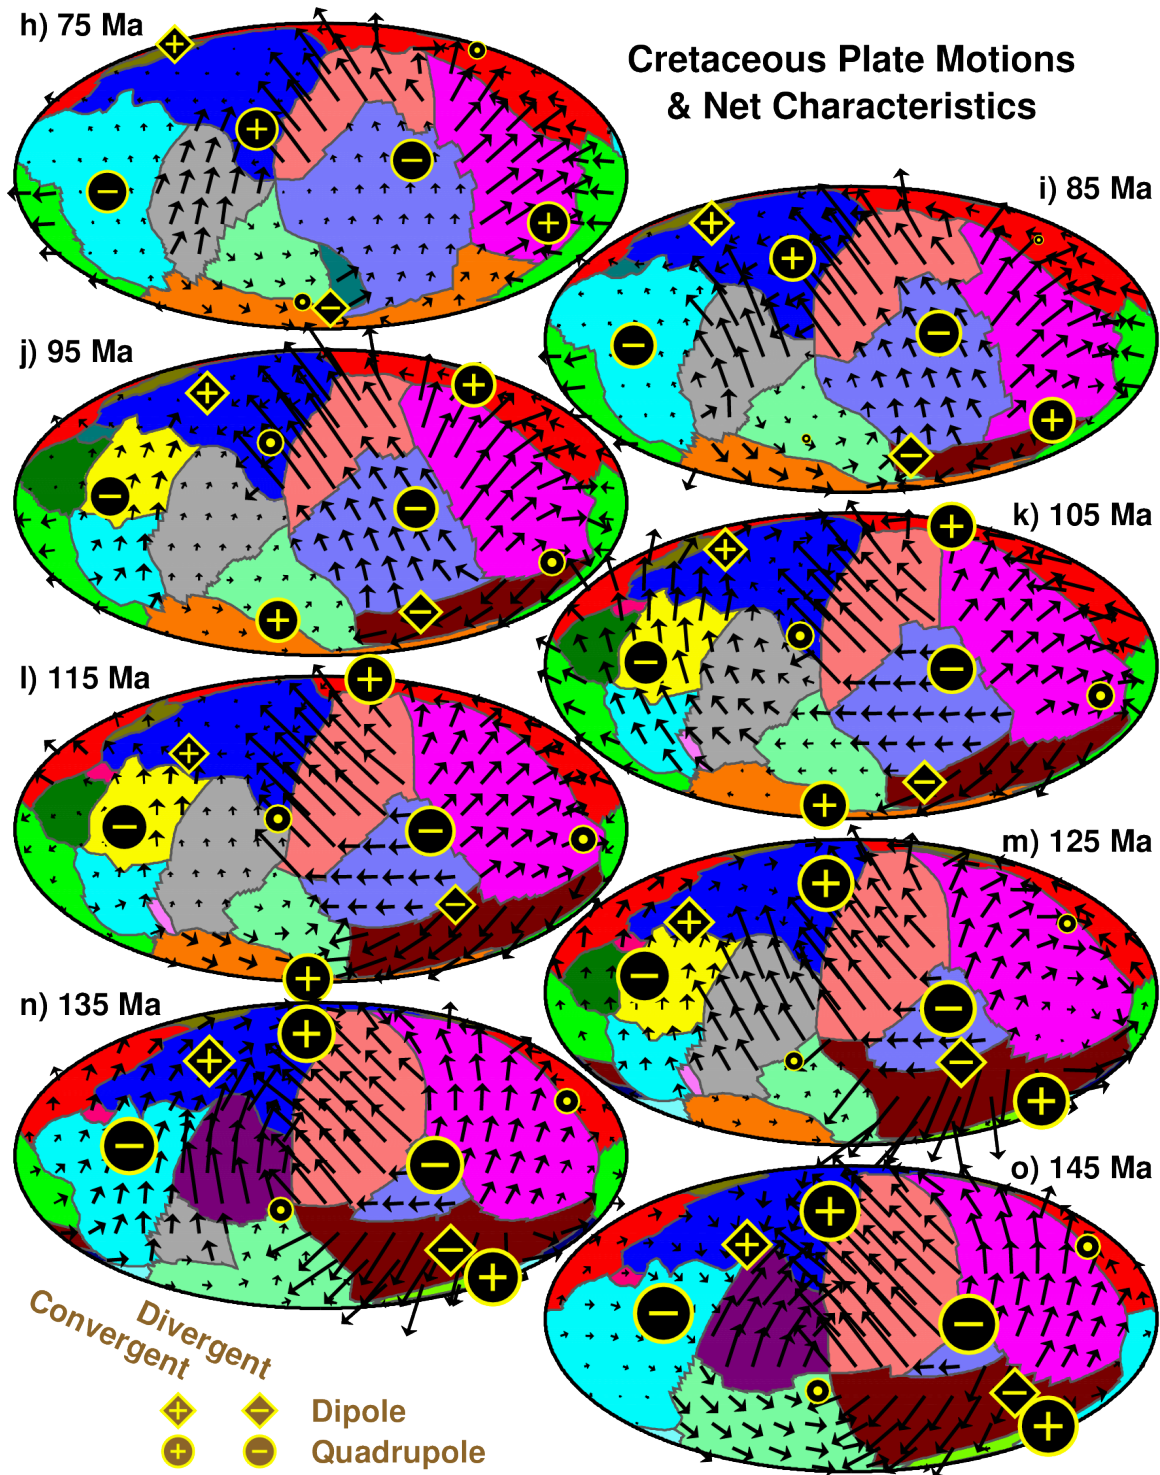 h) 75 Ma
Cretaceous Plate Motions
& Net Characteristics
i) 85 Ma
j) 95 Ma
k) 105 Ma
l) 115 Ma
m) 125 Ma
n) 135 Ma
o) 145 Ma
Convergent
Divergent
Dipole
Quadrupole